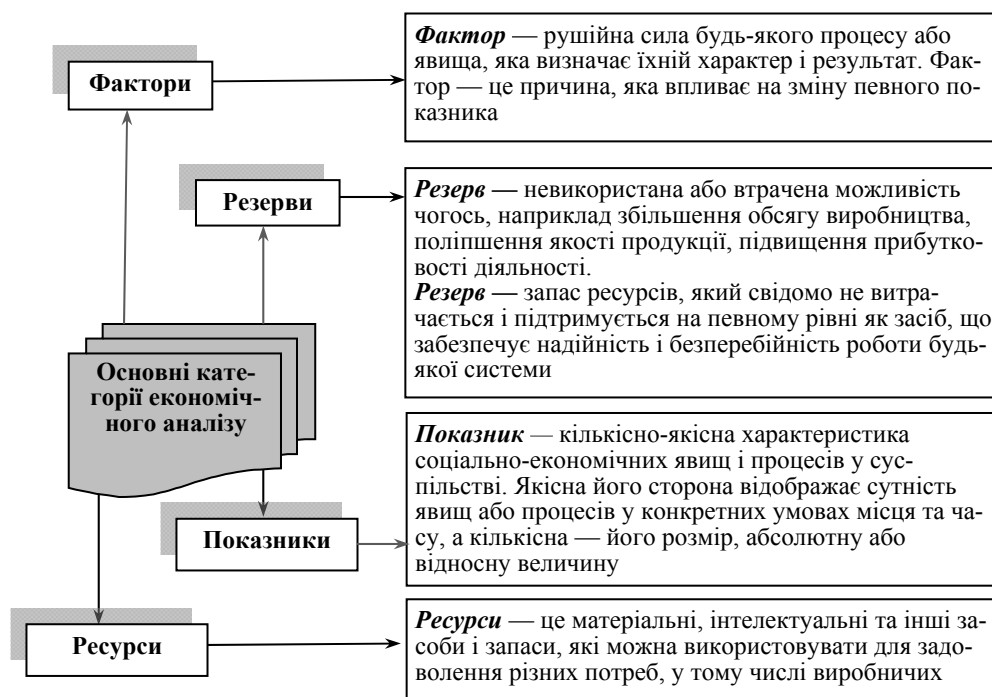 Фактори
Фактор — рушійна сила будь-якого процесу або
явища, яка визначає їхній характер і результат. Фак-
тор — це причина, яка впливає на зміну певного по-
казника
Резерви
Резерв — невикористана або втрачена можливість
чогось, наприклад збільшення обсягу виробництва,
поліпшення якості продукції, підвищення прибутко-
вості діяльності.
Резерв — запас ресурсів, який свідомо не витра-
чається і підтримується на певному рівні як засіб, що
забезпечує надійність і безперебійність роботи будь-
якої системи
Основні кате-
горії економіч-
ного аналізу
Показники
Показник — кількісно-якісна характеристика
соціально-економічних явищ і процесів у сус-
пільстві. Якісна його сторона відображає сутність
явищ або процесів у конкретних умовах місця та ча-
су, а кількісна — його розмір, абсолютну або
відносну величину
Ресурси
Ресурси — це матеріальні, інтелектуальні та інші за-
соби і запаси, які можна використовувати для задо-
волення різних потреб, у тому числі виробничих